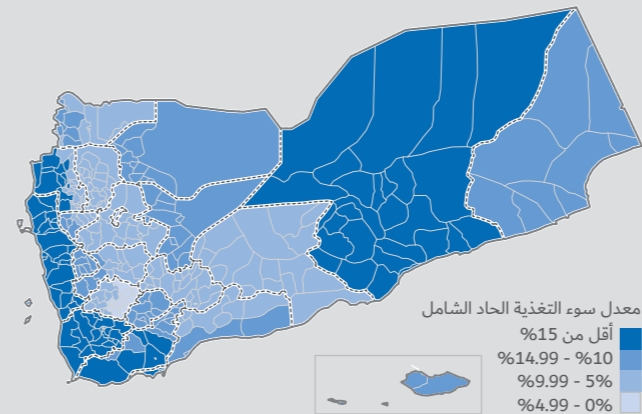 معدل سوء التغذية الحاد الشامل
أقل من 15%
%14.99 - %10
%9.99 - 5%
%4.99 - 0%